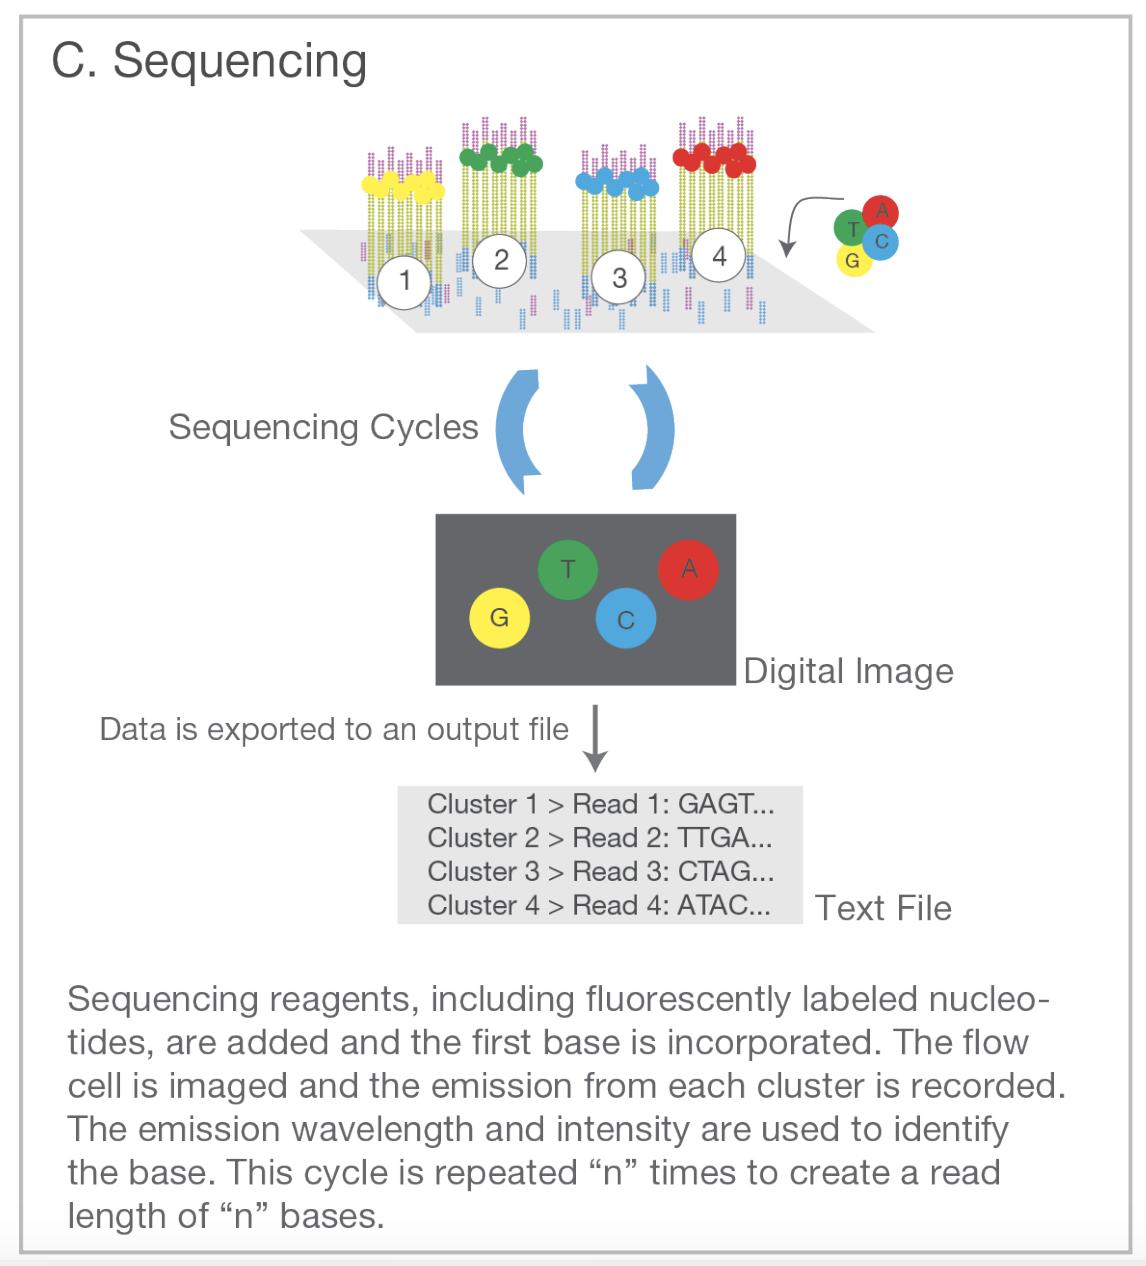 C. Sequencing
1
2
3
4
A
T
C
G
Sequencing Cycles
T
A
G
C
Digital Image
Data is exported to an output file
Cluster 1 > Read 1: GAGT...
Cluster 2 > Read 2: TTGA...
Cluster 3 > Read 3: CTAG...
Cluster 4 > Read 4: ATAC...
Text File
Sequencing reagents, including fluorescently labeled nucleo-
tides, are added and the first base is incorporated. The flow
cell is imaged and the emission from each cluster is recorded.
The emission wavelength and intensity are used to identify
the base. This cycle is repeated “n” times to create a read
length of “n” bases.